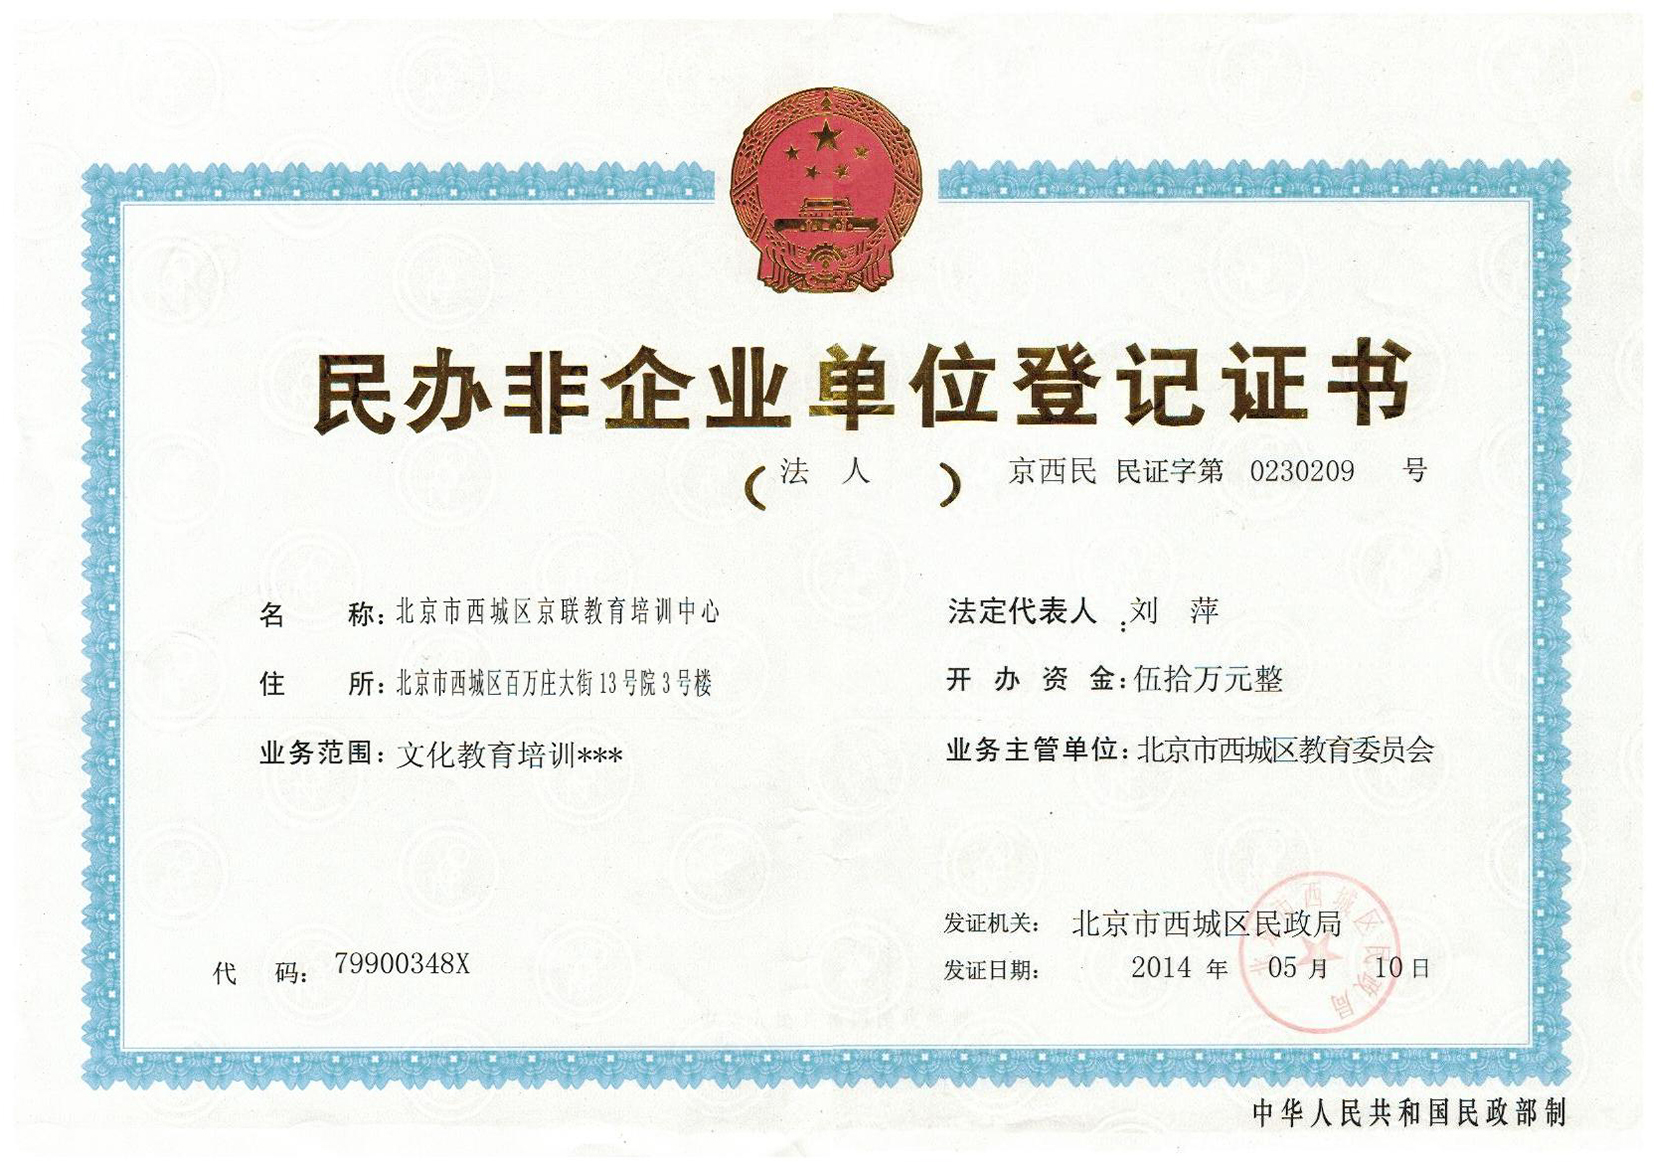 民办非企业单位登记证书
（法 人 ） 京西民 民证字第 0230209 号
名 称：北京市西城区京联教育培训中心
法定代表人：刘 萍
住 所：北京市西城区百万庄大街13号院3号楼
开 办 资 金：伍拾万元整
业务范围：文化教育培训***
业务主管单位：北京市西城区教育委员会
发证机关： 北京市西城区民政局
代 码： 79900348X
发证日期： 2014 年 05 月 10 日
北京市西城区民政局
中华人民共和国民政部制